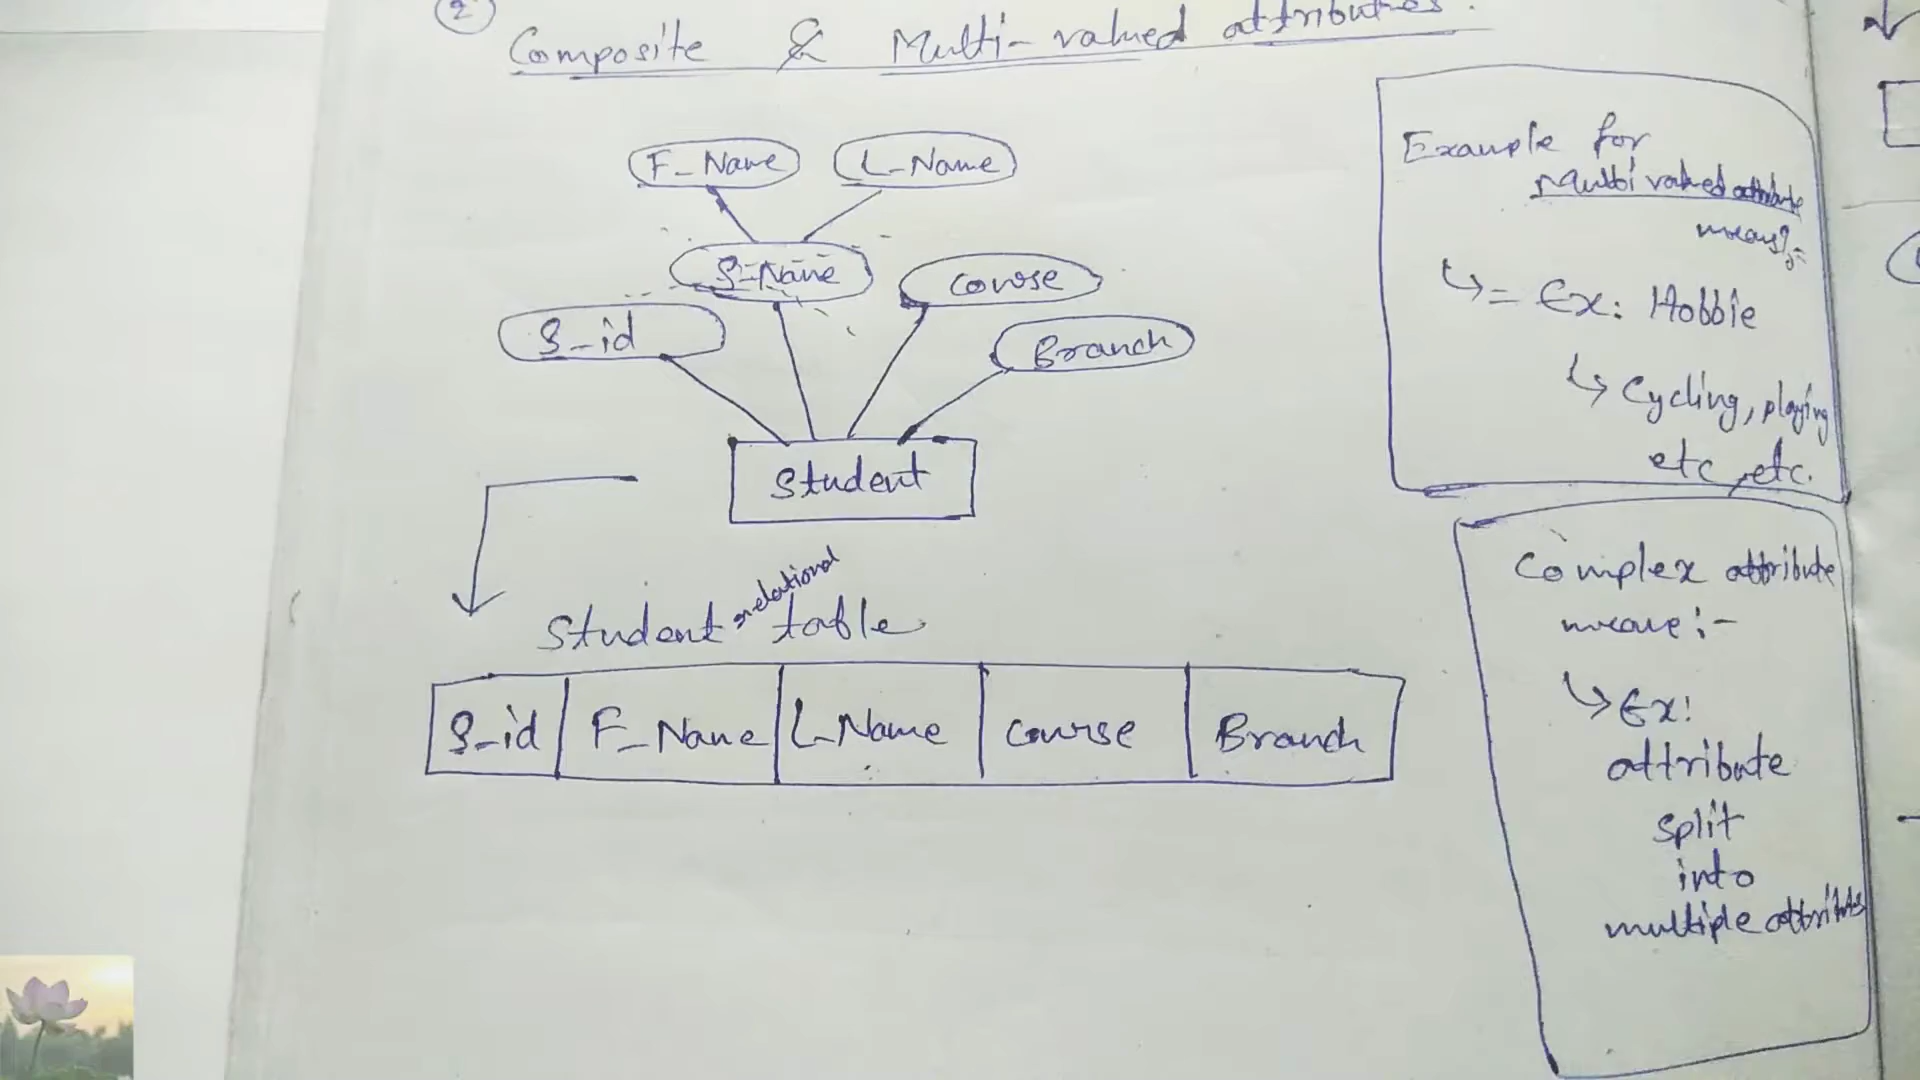 2
Composite & Multi-valued attributes.
F_Name
L_Name
S_Name
Course
S_id
Branch
Student
Student relational table
S_id F_Name L_Name Course Branch
Example for
Multi valued attribute
means:-
= Ex: Hobbie
Cycling, playing
etc, etc.
Complex attribute
means:-
Ex:
attribute
split
into
multiple attributes